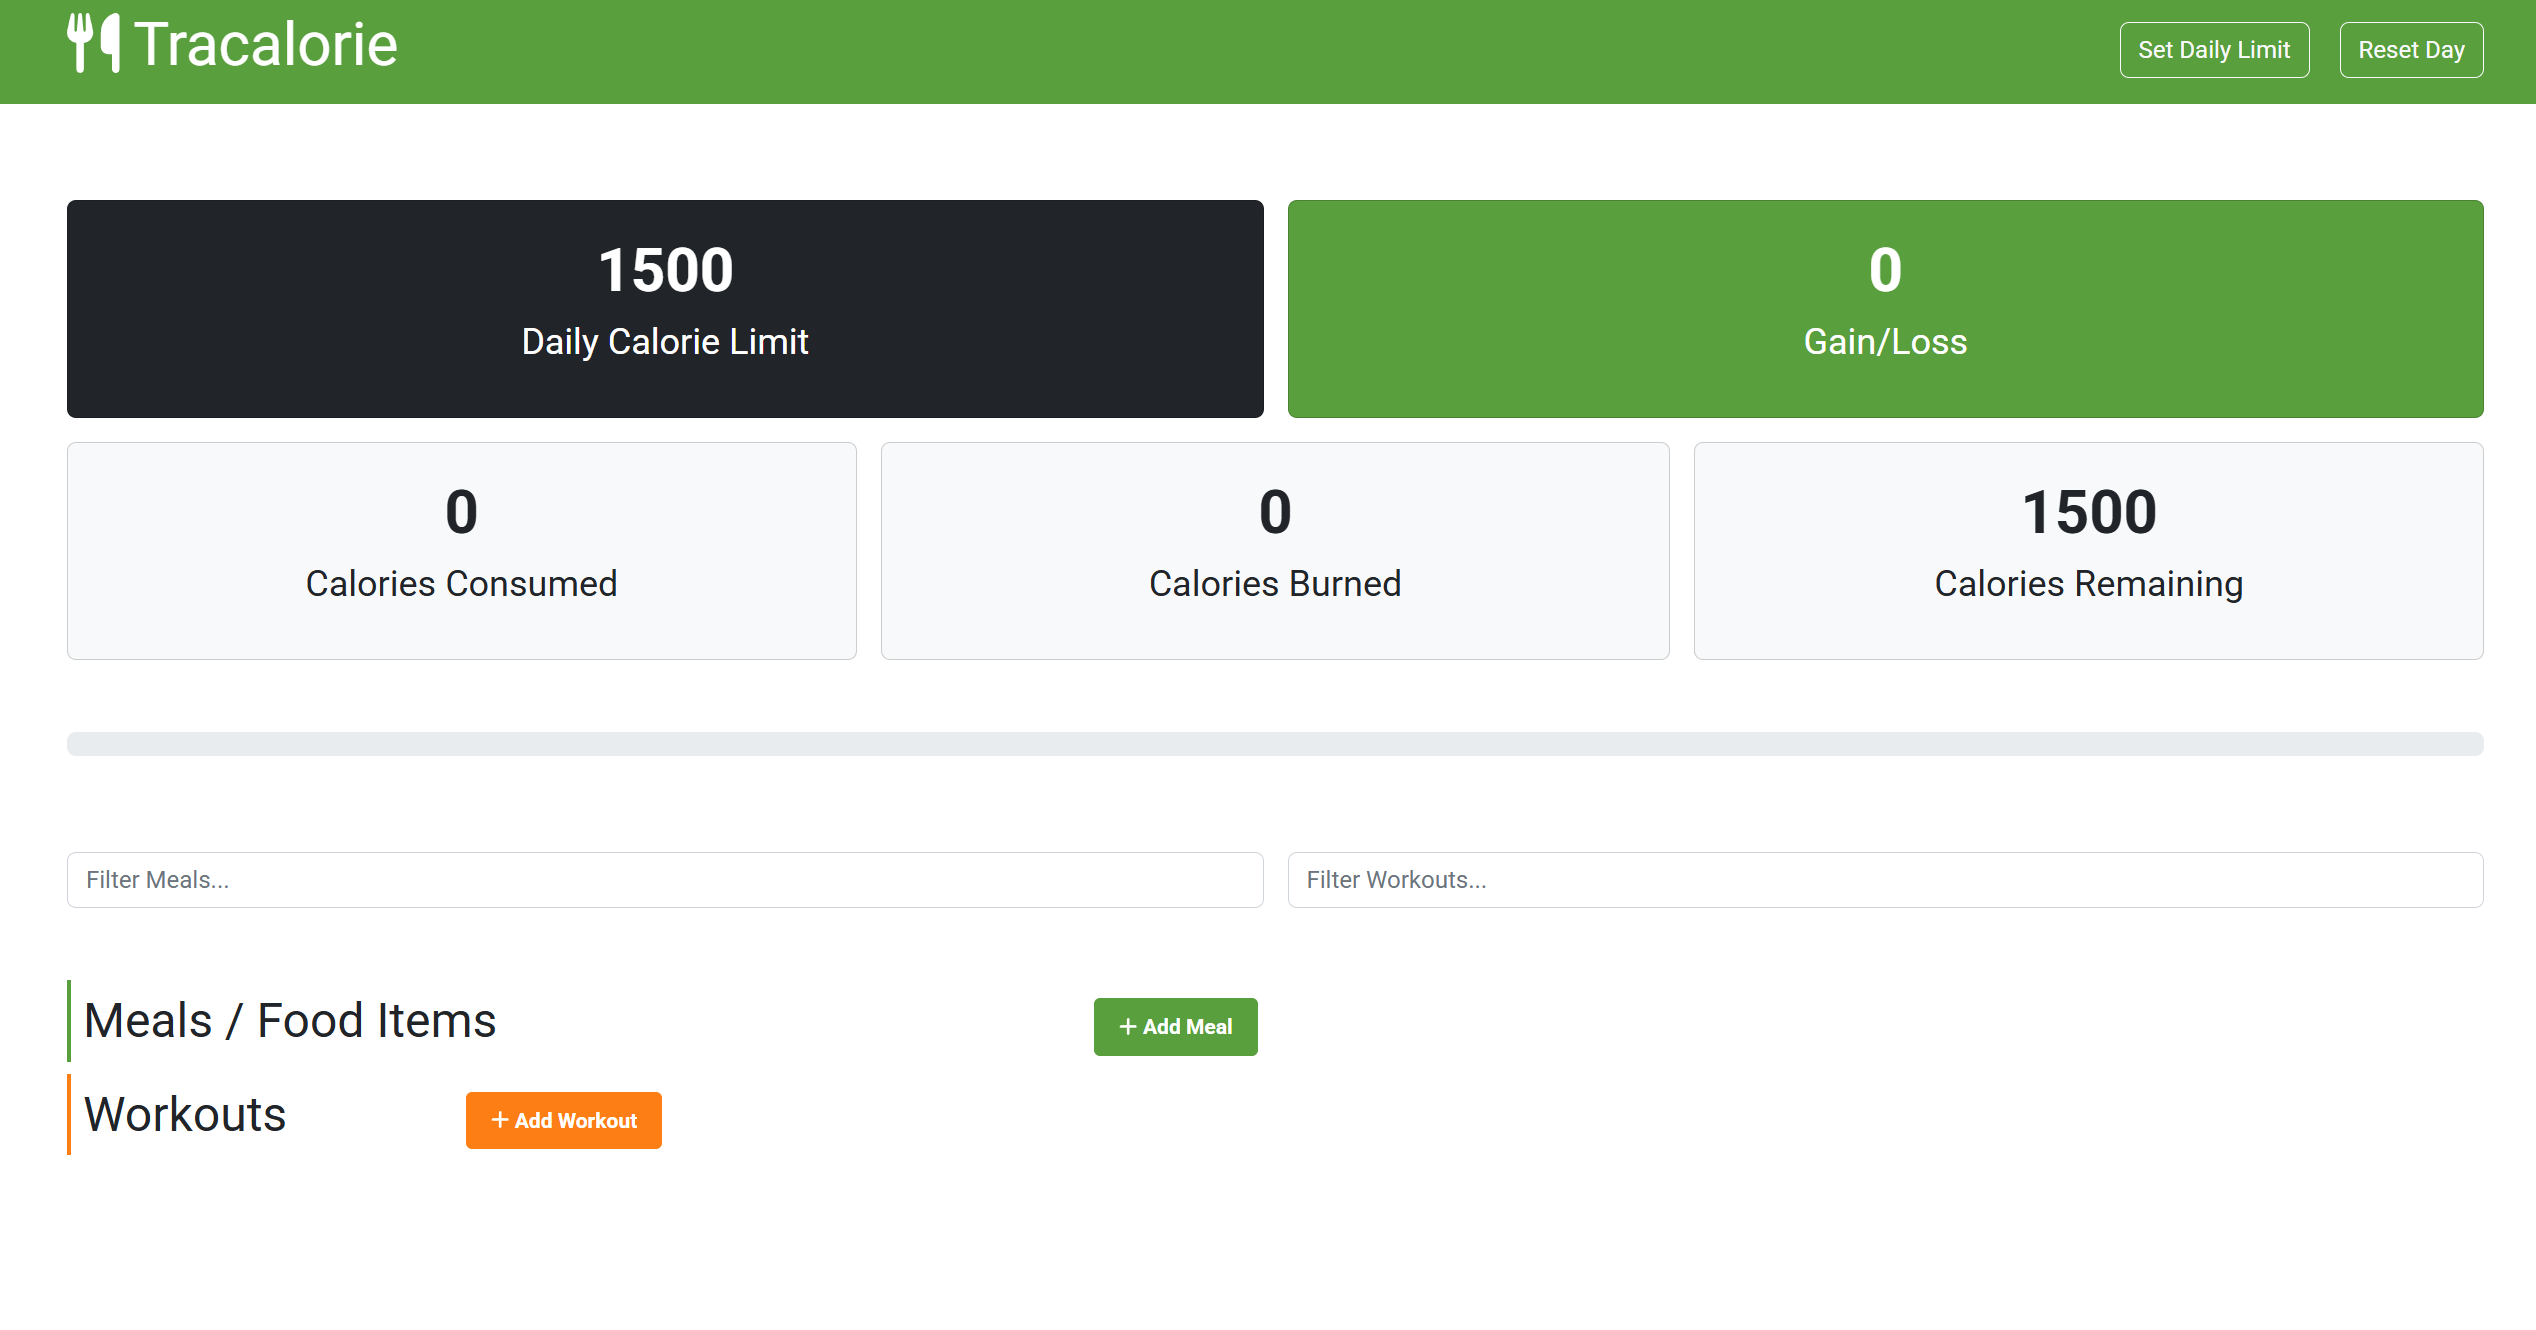 Tracalorie
Set Daily Limit
Reset Day
1500
Daily Calorie Limit
0
Gain/Loss
0
Calories Consumed
0
Calories Burned
1500
Calories Remaining
Filter Meals...
Filter Workouts...
Meals / Food Items
+ Add Meal
Workouts
+ Add Workout